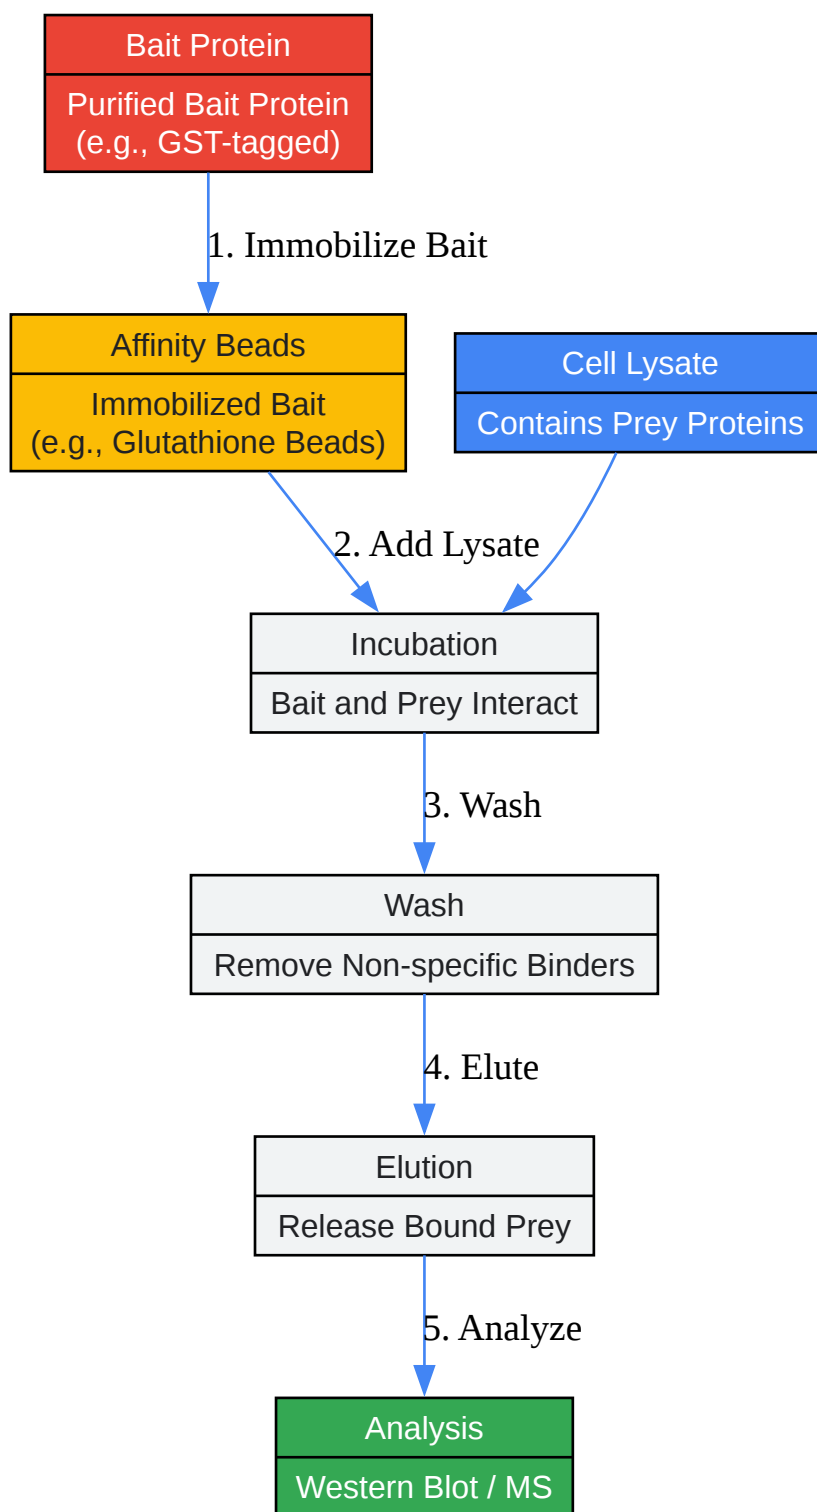 Bait Protein
Purified Bait Protein
(e.g., GST-tagged)
1. Immobilize Bait
Affinity Beads
Immobilized Bait
(e.g., Glutathione Beads)
Cell Lysate
Contains Prey Proteins
2. Add Lysate
Incubation
Bait and Prey Interact
3. Wash
Wash
Remove Non-specific Binders
4. Elute
Elution
Release Bound Prey
5. Analyze
Analysis
Western Blot / MS